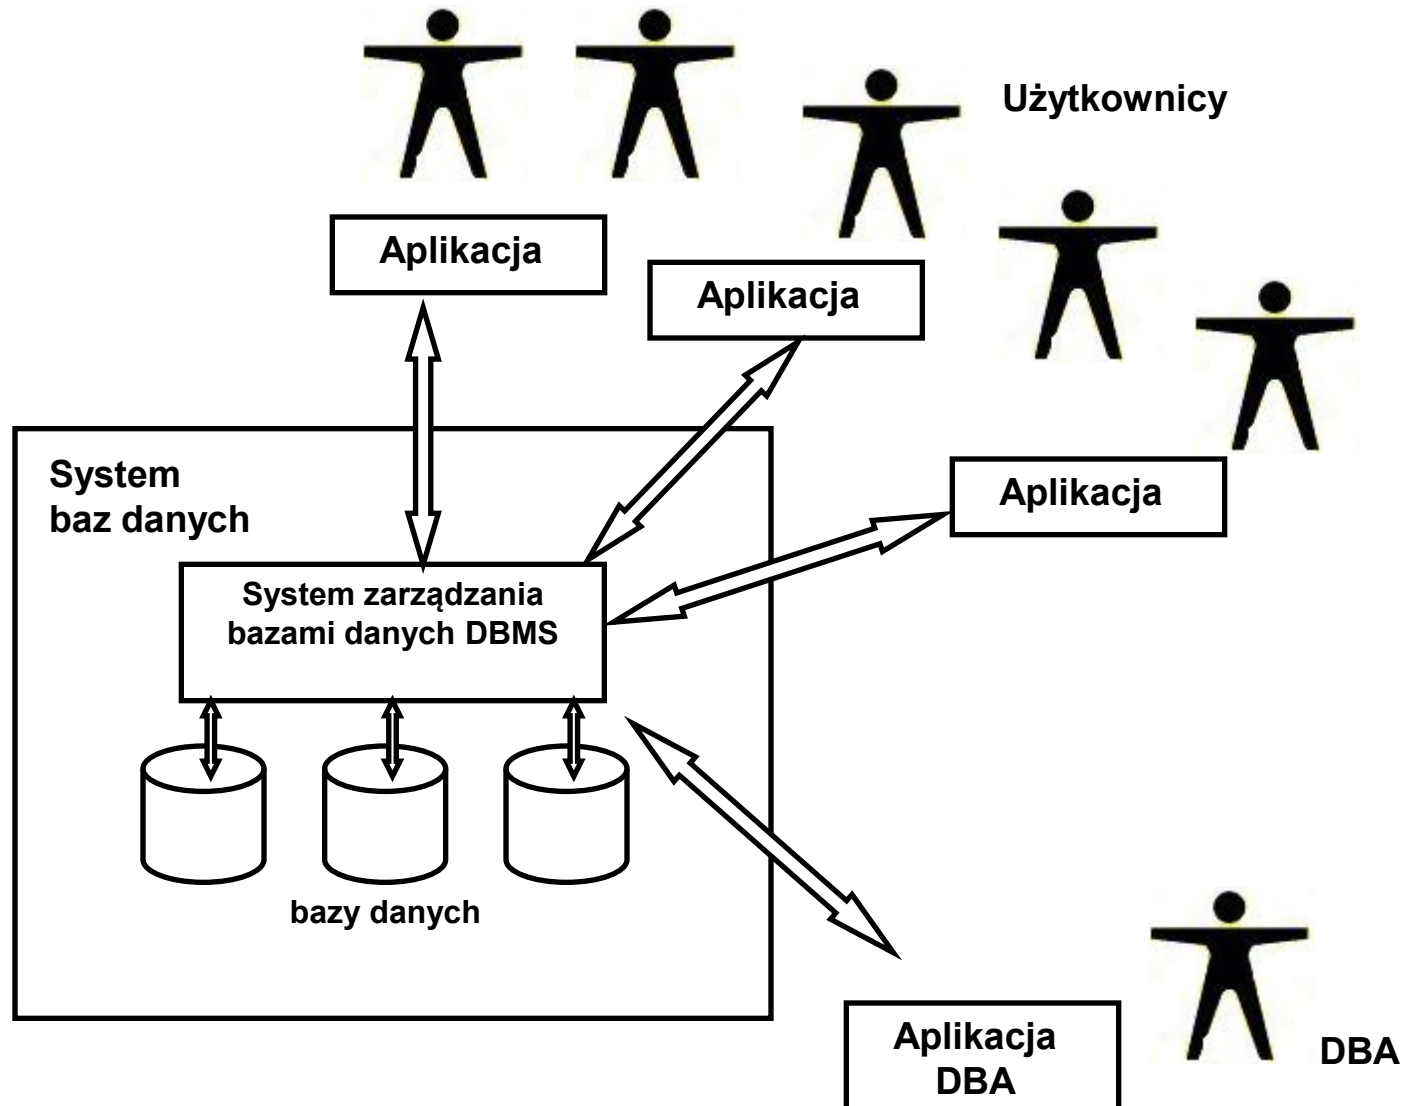 Użytkownicy
Aplikacja
Aplikacja
Aplikacja
System
baz danych
System zarządzania
bazami danych DBMS
bazy danych
Aplikacja
DBA
DBA